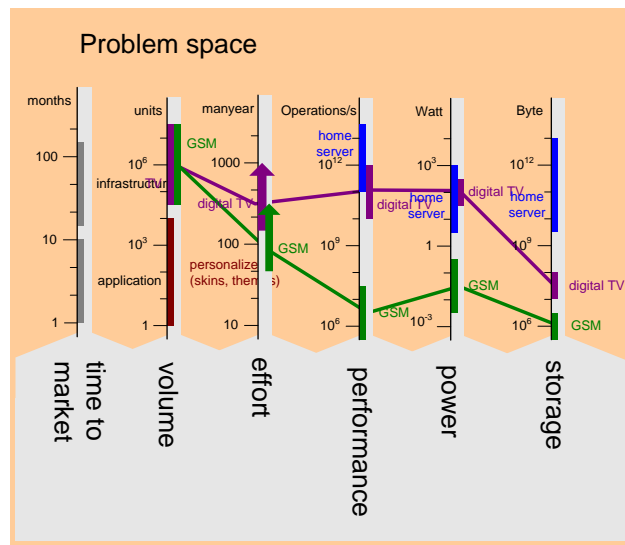 Problem space
months
units
manyear
Operations/s
Watt
Byte
100
10
1
10^6
10^3
1
1000
100
10
10^12
10^9
10^6
10^3
1
10^-3
10^12
10^9
10^6
GSM
TV
infrastructure
application
digital TV
GSM
personalize
(skins, themes)
home
server
digital TV
GSM
home
server
digital TV
GSM
home
server
digital TV
GSM
time to
market
volume
effort
performance
power
storage